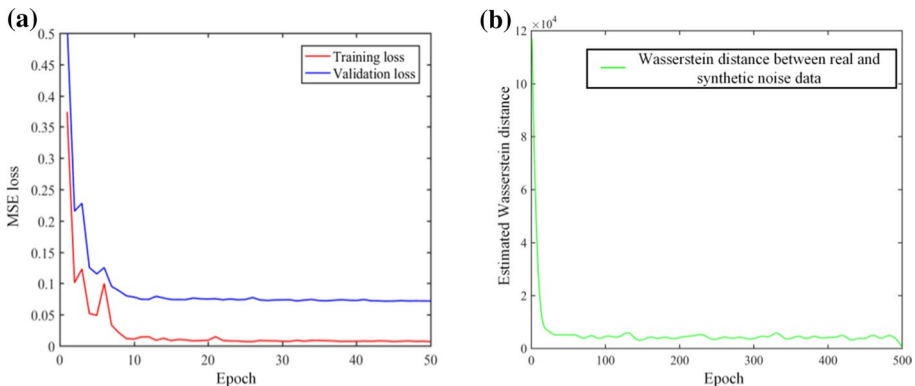 (a)
0.5
0.45
0.4
0.35
0.3
0.25
0.2
0.15
0.1
0.05
0
MSE loss
Training loss
Validation loss
0 10 20 30 40 50
Epoch
(b)
×10⁴
12
10
8
6
4
2
0
Estimated Wasserstein distance
Wasserstein distance between real and
synthetic noise data
0 100 200 300 400 500
Epoch